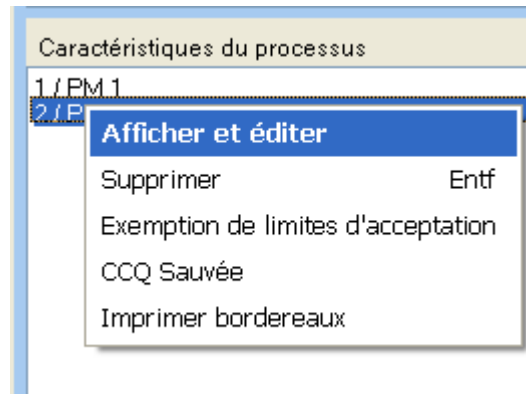 Caractéristiques du processus
1 / PM 1
2 / P
Afficher et éditer
Supprimer Entf
Exemption de limites d'acceptation
CCQ Sauvée
Imprimer bordereaux